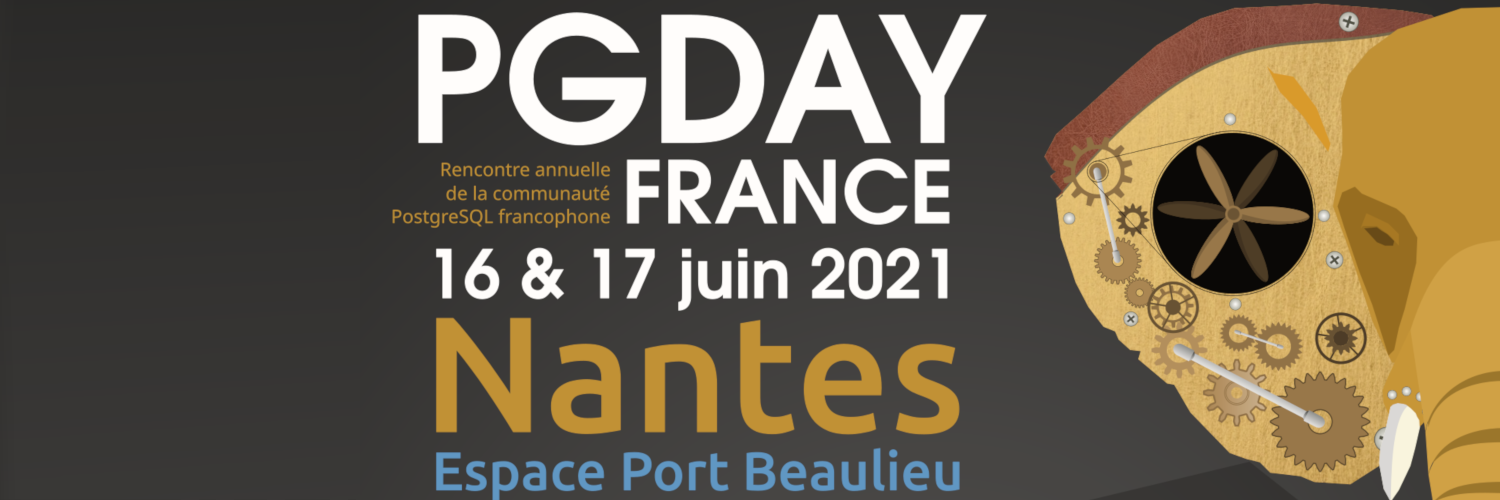 PGDAY
Rencontre annuelle
de la communauté
PostgreSQL francophone
FRANCE
16 & 17 juin 2021
Nantes
Espace Port Beaulieu